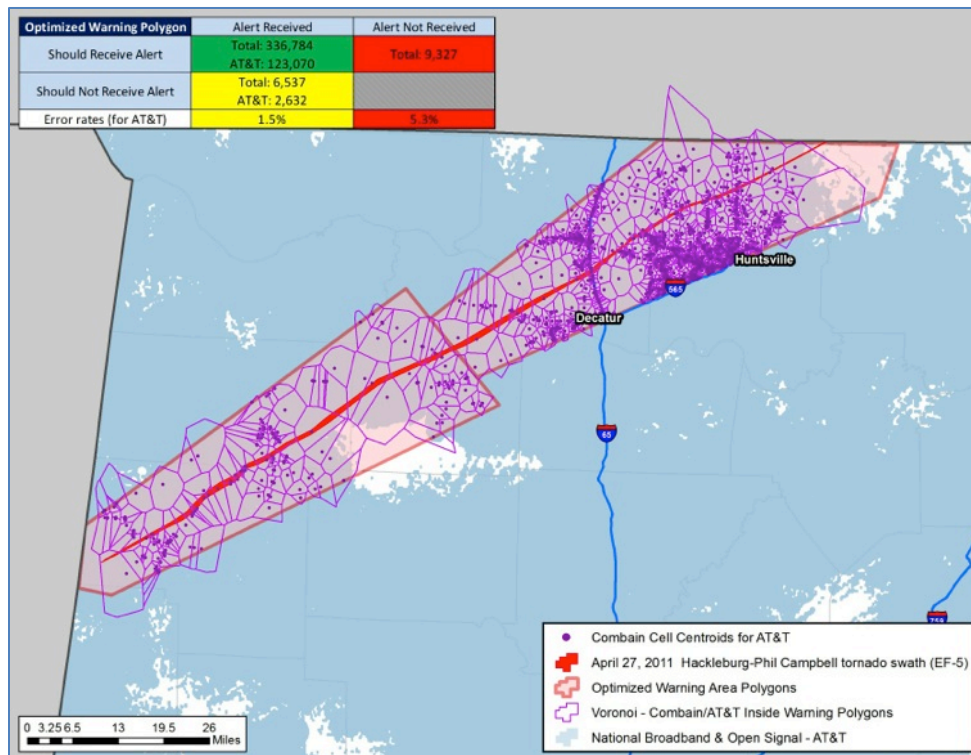 Optimized Warning Polygon Alert Received Alert Not Received
Should Receive Alert Total: 336,784 Total: 9,327
AT&T: 123,070
Should Not Receive Alert Total: 6,537
AT&T: 2,632
Error rates (for AT&T) 1.5% 5.3%
Huntsville
565
Decatur
65
759
Combain Cell Centroids for AT&T
April 27, 2011 Hackleburg-Phil Campbell tornado swath (EF-5)
Optimized Warning Area Polygons
Voronoi - Combain/AT&T Inside Warning Polygons
National Broadband & Open Signal - AT&T
0 3.25 6.5 13 19.5 26
Miles